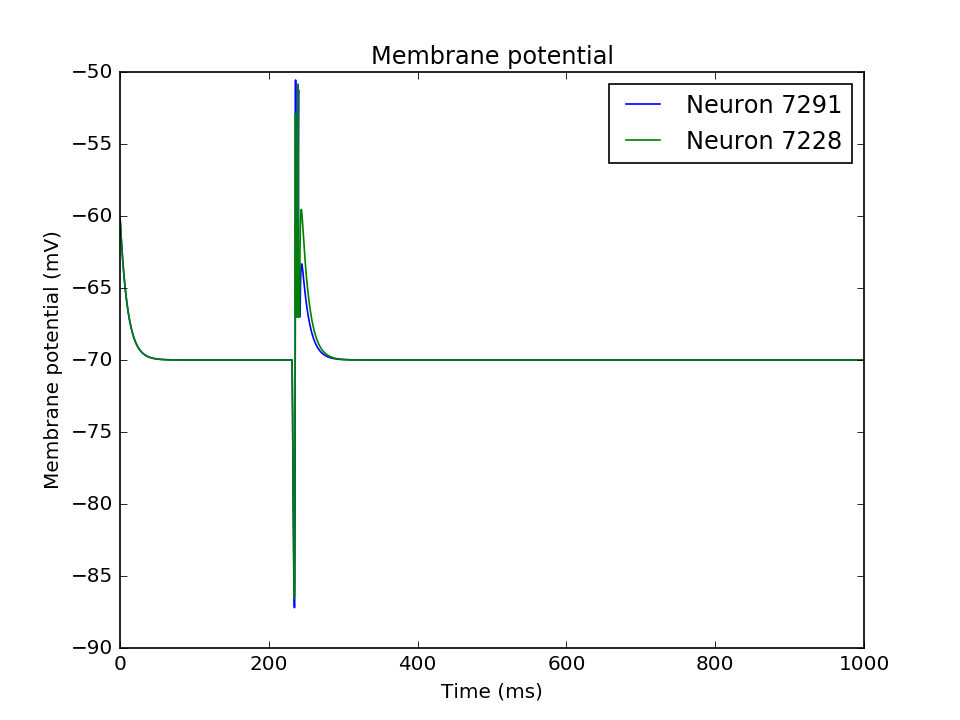 Membrane potential
Neuron 7291
Neuron 7228
Membrane potential (mV)
−50
−55
−60
−65
−70
−75
−80
−85
−90
0 200 400 600 800 1000
Time (ms)